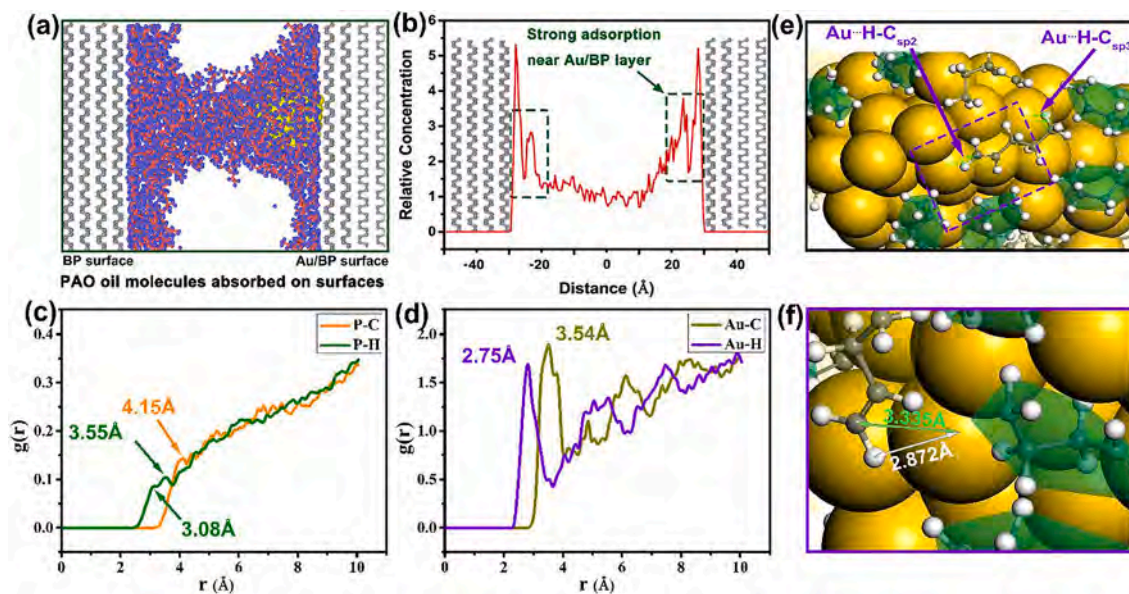 (a)
BP surface
Au/BP surface
PAO oil molecules absorbed on surfaces
(b)
Relative Concentration
6
5
4
3
2
1
0
Strong adsorption
near Au/BP layer
-40 -20 0 20 40
Distance (Å)
(e)
Au···H-Csp2
Au···H-Csp3
(c)
g(r)
0.4
0.3
0.2
0.1
0.0
P-C
P-H
4.15Å
3.55Å
3.08Å
0 2 4 6 8 10
r (Å)
(d)
g(r)
2.0
1.5
1.0
0.5
0.0
3.54Å
2.75Å
Au-C
Au-H
0 2 4 6 8 10
r (Å)
(f)
3.335Å
2.872Å